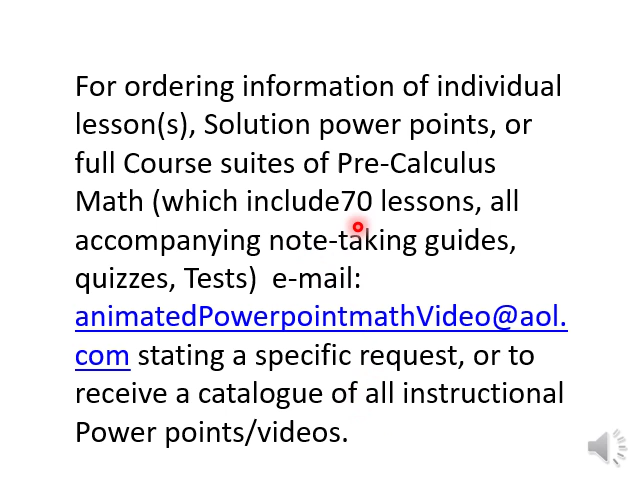 For ordering information of individual
lesson(s), Solution power points, or
full Course suites of Pre-Calculus
Math (which include70 lessons, all
accompanying note-taking guides,
quizzes, Tests)  e-mail:
animatedPowerpointmathVideo@aol.
com stating a specific request, or to
receive a catalogue of all instructional
Power points/videos.